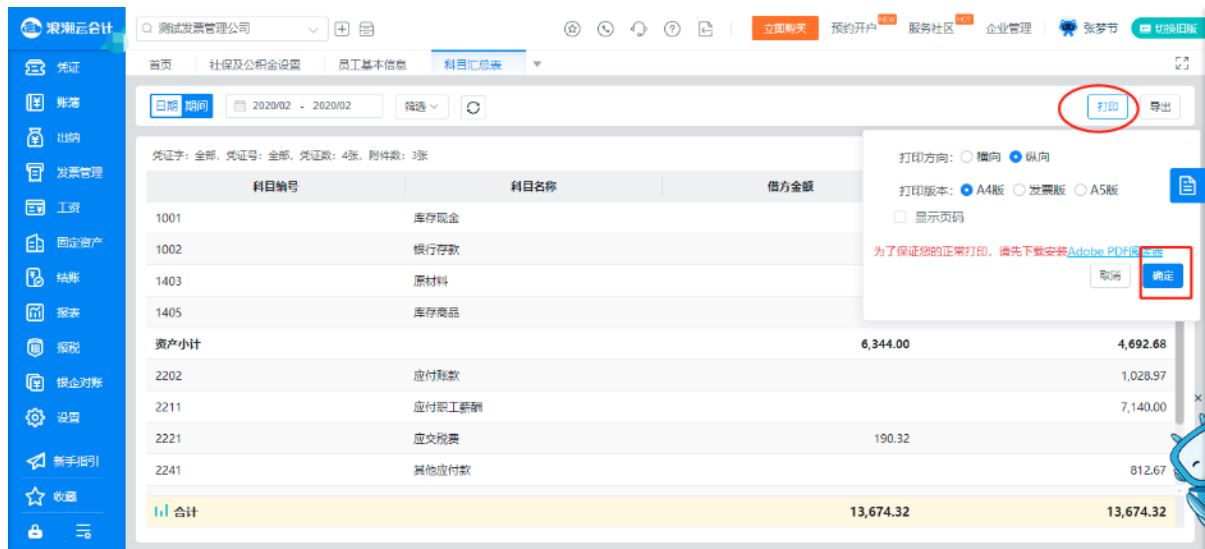 浪潮云会计
测试发票管理公司
立即购买
预约开户
NEW
服务社区
HOT
企业管理
张梦节
切换旧版
凭证
账簿
出纳
发票管理
工资
固定资产
结账
报表
报税
银企对账
设置
新手指引
收藏
首页 社保及公积金设置 员工基本信息 科目汇总表
日期 期间 2020/02 - 2020/02 筛选 打印 导出
凭证字：全部，凭证号：全部，凭证数：4张，附件数：3张
科目编号 科目名称 借方金额
1001 库存现金
1002 银行存款
1403 原材料
1405 库存商品
资产小计 6,344.00 4,692.68
2202 应付账款 1,028.97
2211 应付职工薪酬 7,140.00
2221 应交税费 190.32
2241 其他应付款 812.67
合计 13,674.32 13,674.32
打印方向： 横向 纵向
打印版本： A4版 发票版 A5版
显示页码
为了保证您的正常打印，请先下载安装Adobe PDF阅读器
取消 确定